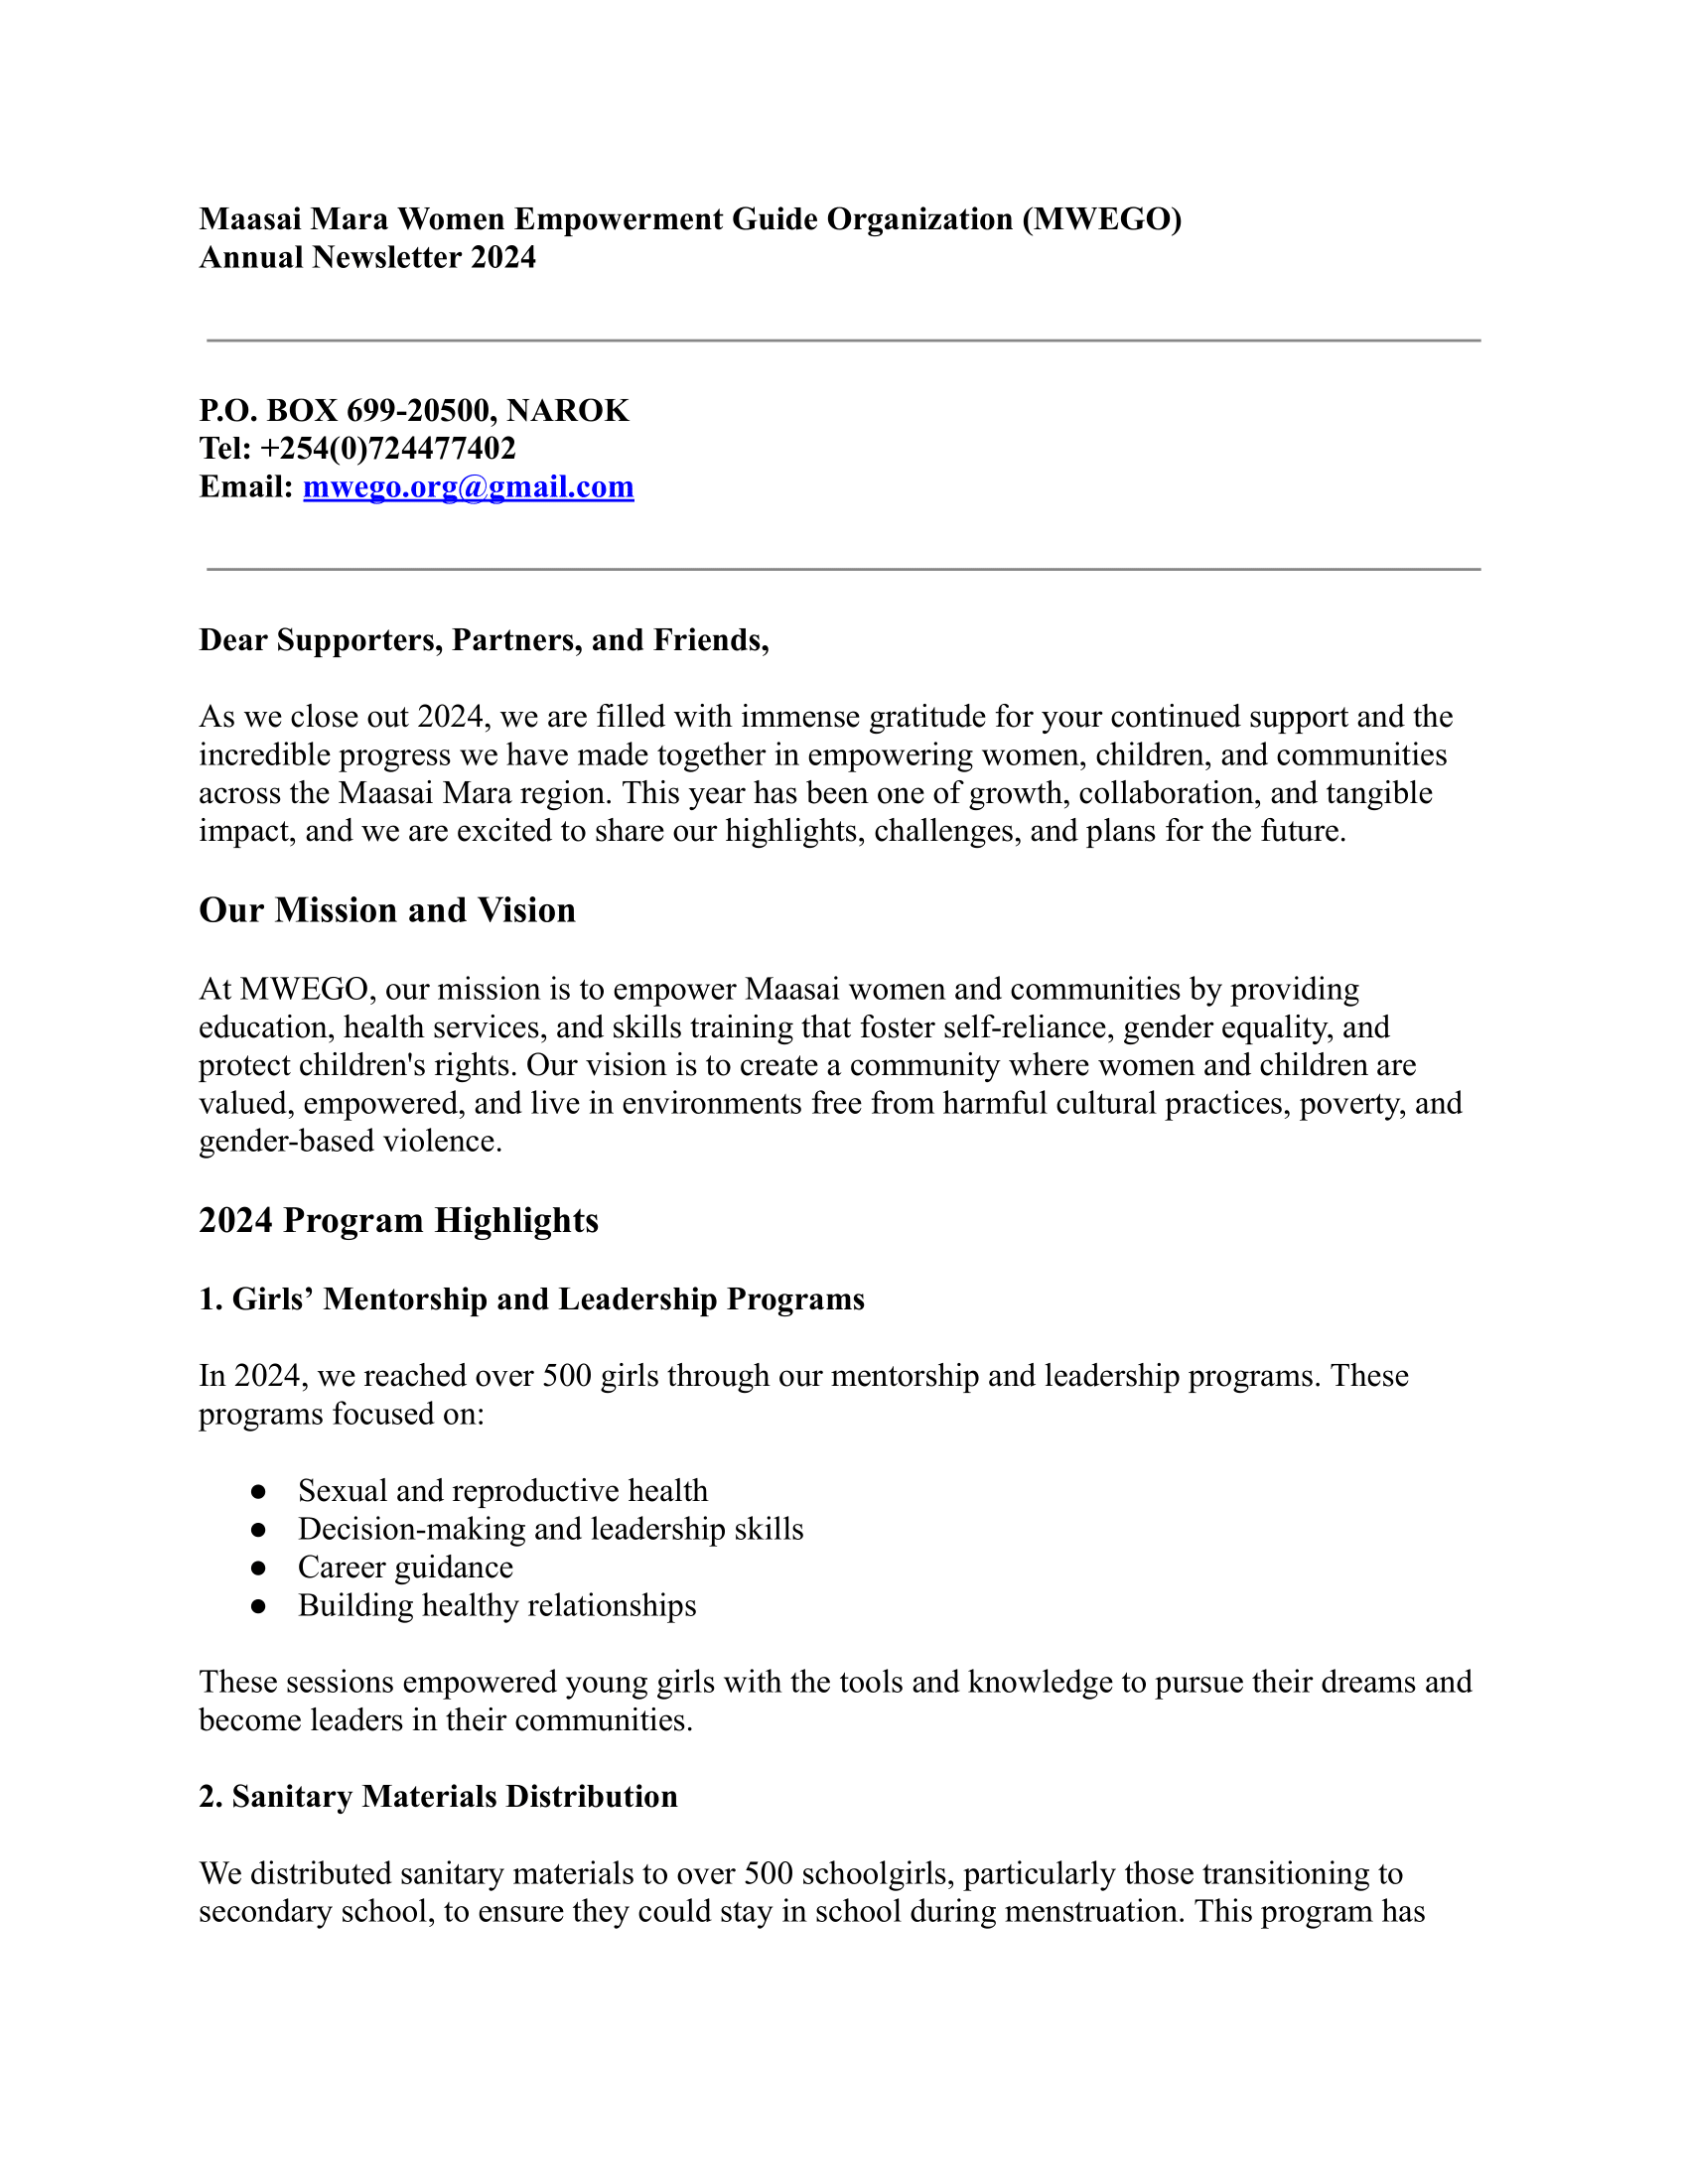 Maasai Mara Women Empowerment Guide Organization (MWEGO)
Annual Newsletter 2024
P.O. BOX 699-20500, NAROK
Tel: +254(0)724477402
Email: mwego.org@gmail.com
Dear Supporters, Partners, and Friends,
As we close out 2024, we are filled with immense gratitude for your continued support and the
incredible progress we have made together in empowering women, children, and communities
across the Maasai Mara region. This year has been one of growth, collaboration, and tangible
impact, and we are excited to share our highlights, challenges, and plans for the future.
Our Mission and Vision
At MWEGO, our mission is to empower Maasai women and communities by providing
education, health services, and skills training that foster self-reliance, gender equality, and
protect children's rights. Our vision is to create a community where women and children are
valued, empowered, and live in environments free from harmful cultural practices, poverty, and
gender-based violence.
2024 Program Highlights
1. Girls’ Mentorship and Leadership Programs
In 2024, we reached over 500 girls through our mentorship and leadership programs. These
programs focused on:
● Sexual and reproductive health
● Decision-making and leadership skills
● Career guidance
● Building healthy relationships
These sessions empowered young girls with the tools and knowledge to pursue their dreams and
become leaders in their communities.
2. Sanitary Materials Distribution
We distributed sanitary materials to over 500 schoolgirls, particularly those transitioning to
secondary school, to ensure they could stay in school during menstruation. This program has